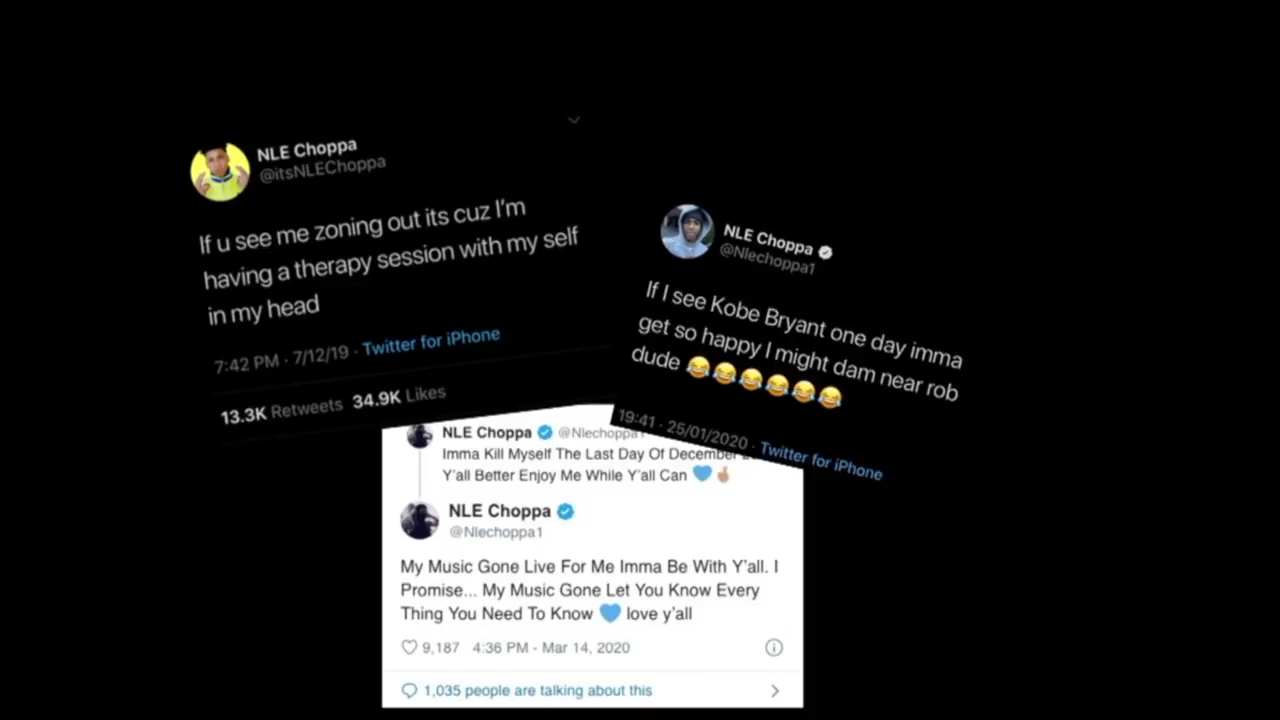 NLE Choppa
@itsNLEChoppa
If u see me zoning out its cuz I'm
having a therapy session with my self
in my head
7:42 PM · 7/12/19 · Twitter for iPhone
13.3K Retweets 34.9K Likes
NLE Choppa
@Nlechoppa1
If I see Kobe Bryant one day imma
get so happy I might dam near rob
dude 😂😂😂😂😂😂
19:41 · 25/01/2020 · Twitter for iPhone
NLE Choppa @Nlechoppa1
Imma Kill Myself The Last Day Of December
Y'all Better Enjoy Me While Y'all Can 💙☝🏽
NLE Choppa
@Nlechoppa1
My Music Gone Live For Me Imma Be With Y'all. I
Promise... My Music Gone Let You Know Every
Thing You Need To Know 💙 love y'all
9,187 4:36 PM - Mar 14, 2020
1,035 people are talking about this